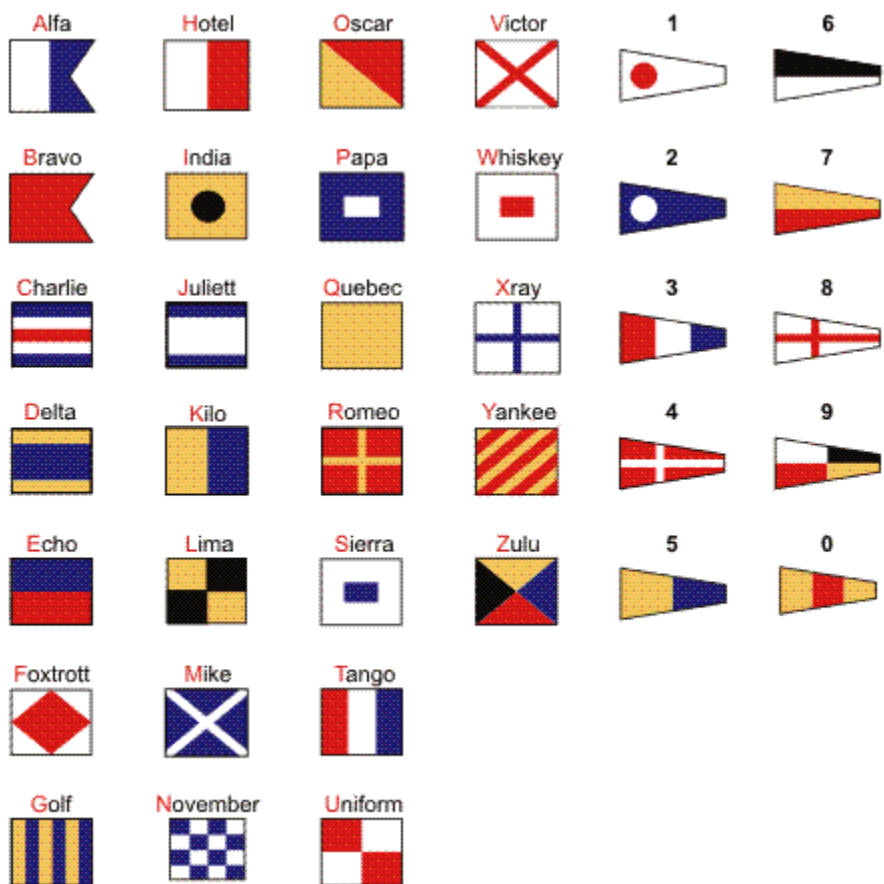 Alfa Hotel Oscar Victor 1 6
Bravo India Papa Whiskey 2 7
Charlie Juliett Quebec Xray 3 8
Delta Kilo Romeo Yankee 4 9
Echo Lima Sierra Zulu 5 0
Foxtrott Mike Tango
Golf November Uniform